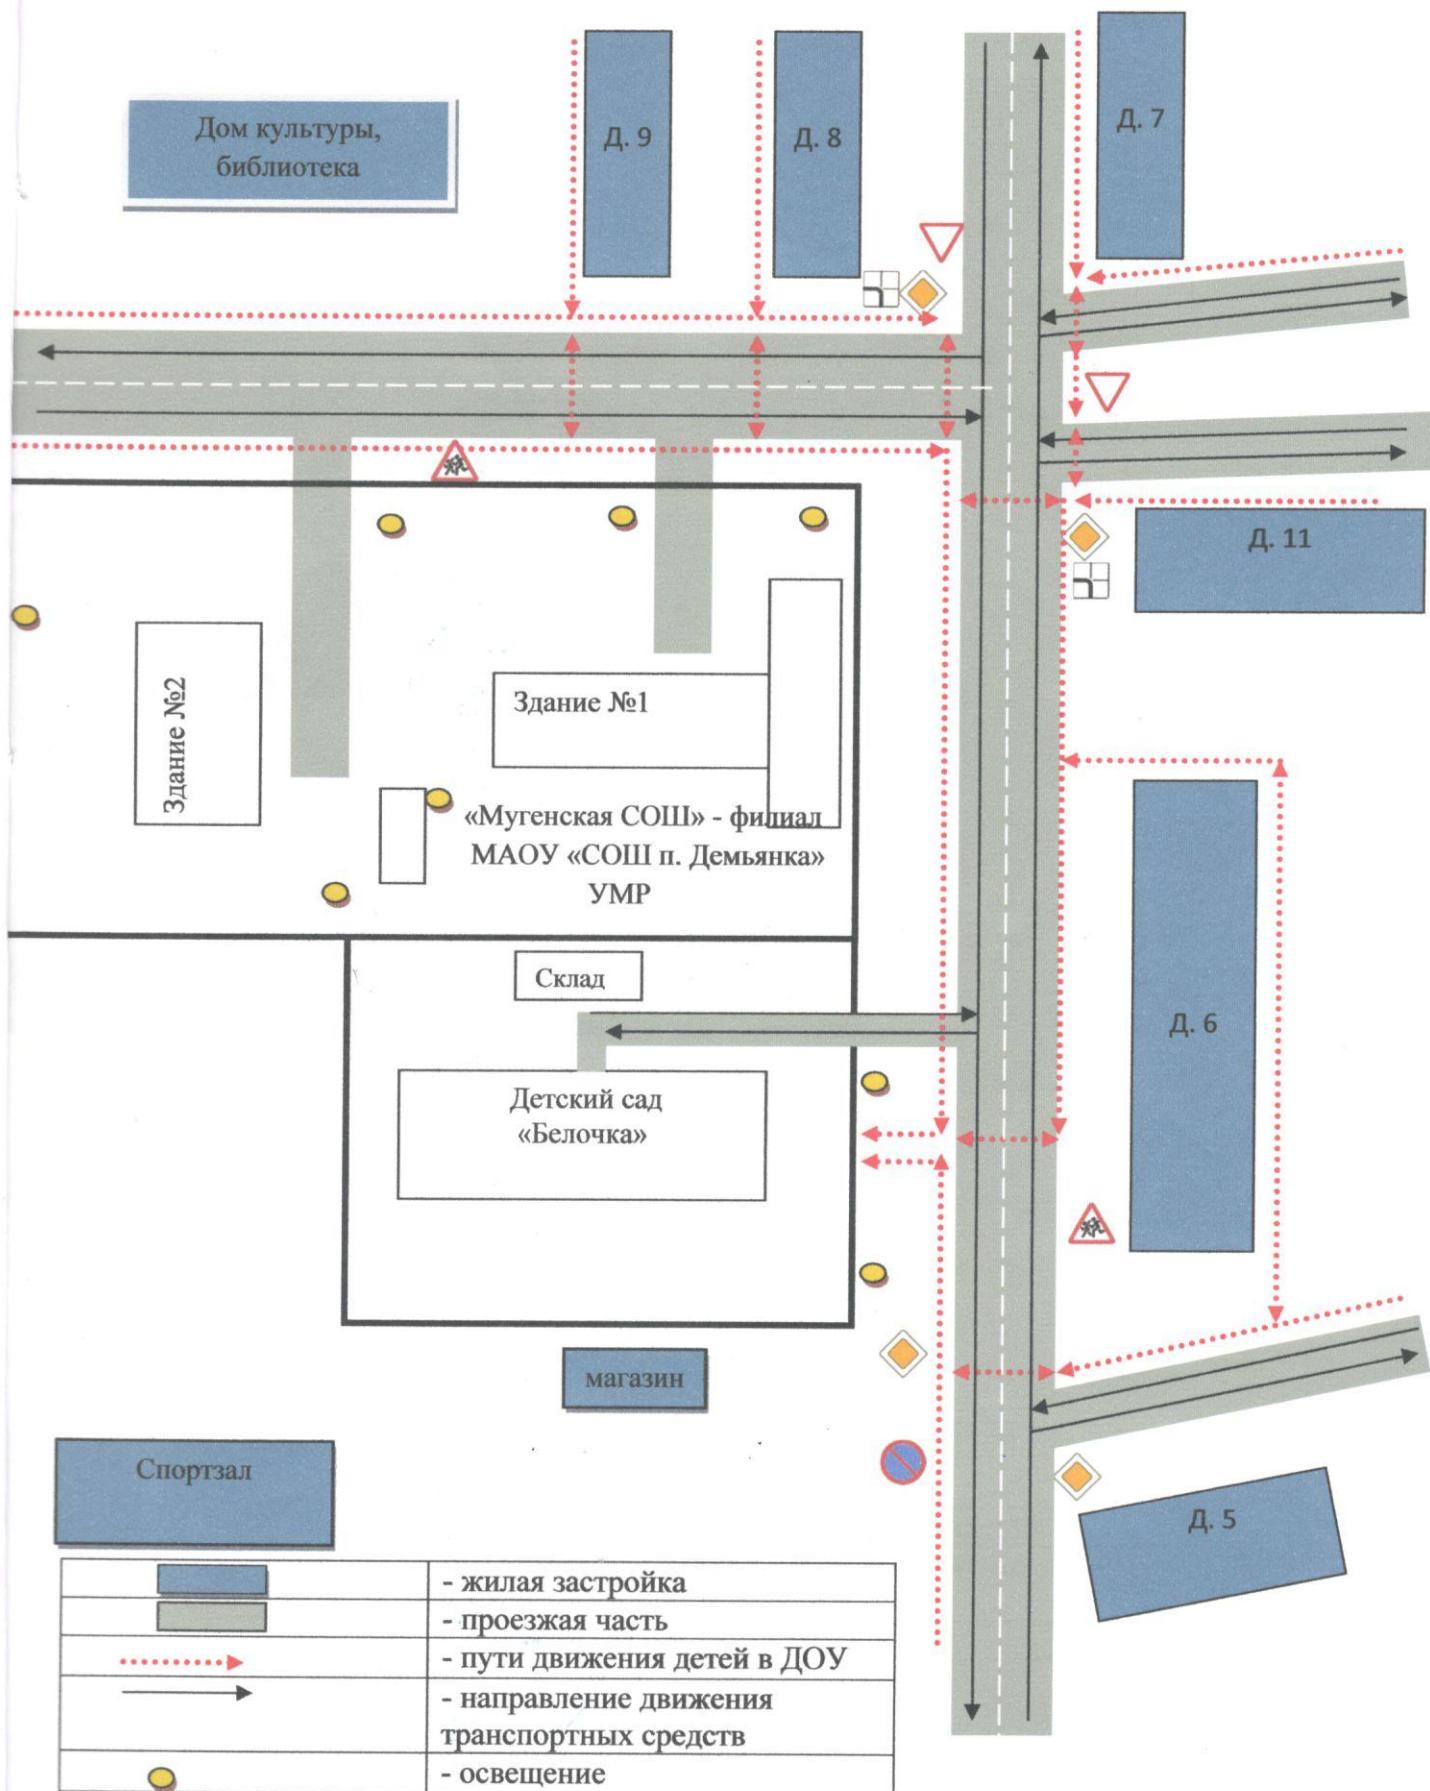 Дом культуры,
библиотека
Д. 9
Д. 8
Д. 7
Д. 11
Здание №2
Здание №1
«Мугенская СОШ» - филиал
МАОУ «СОШ п. Демьянка»
УМР
Склад
Д. 6
Детский сад
«Белочка»
магазин
Спортзал
Д. 5
- жилая застройка
- проезжая часть
- пути движения детей в ДОУ
- направление движения
транспортных средств
- освещение